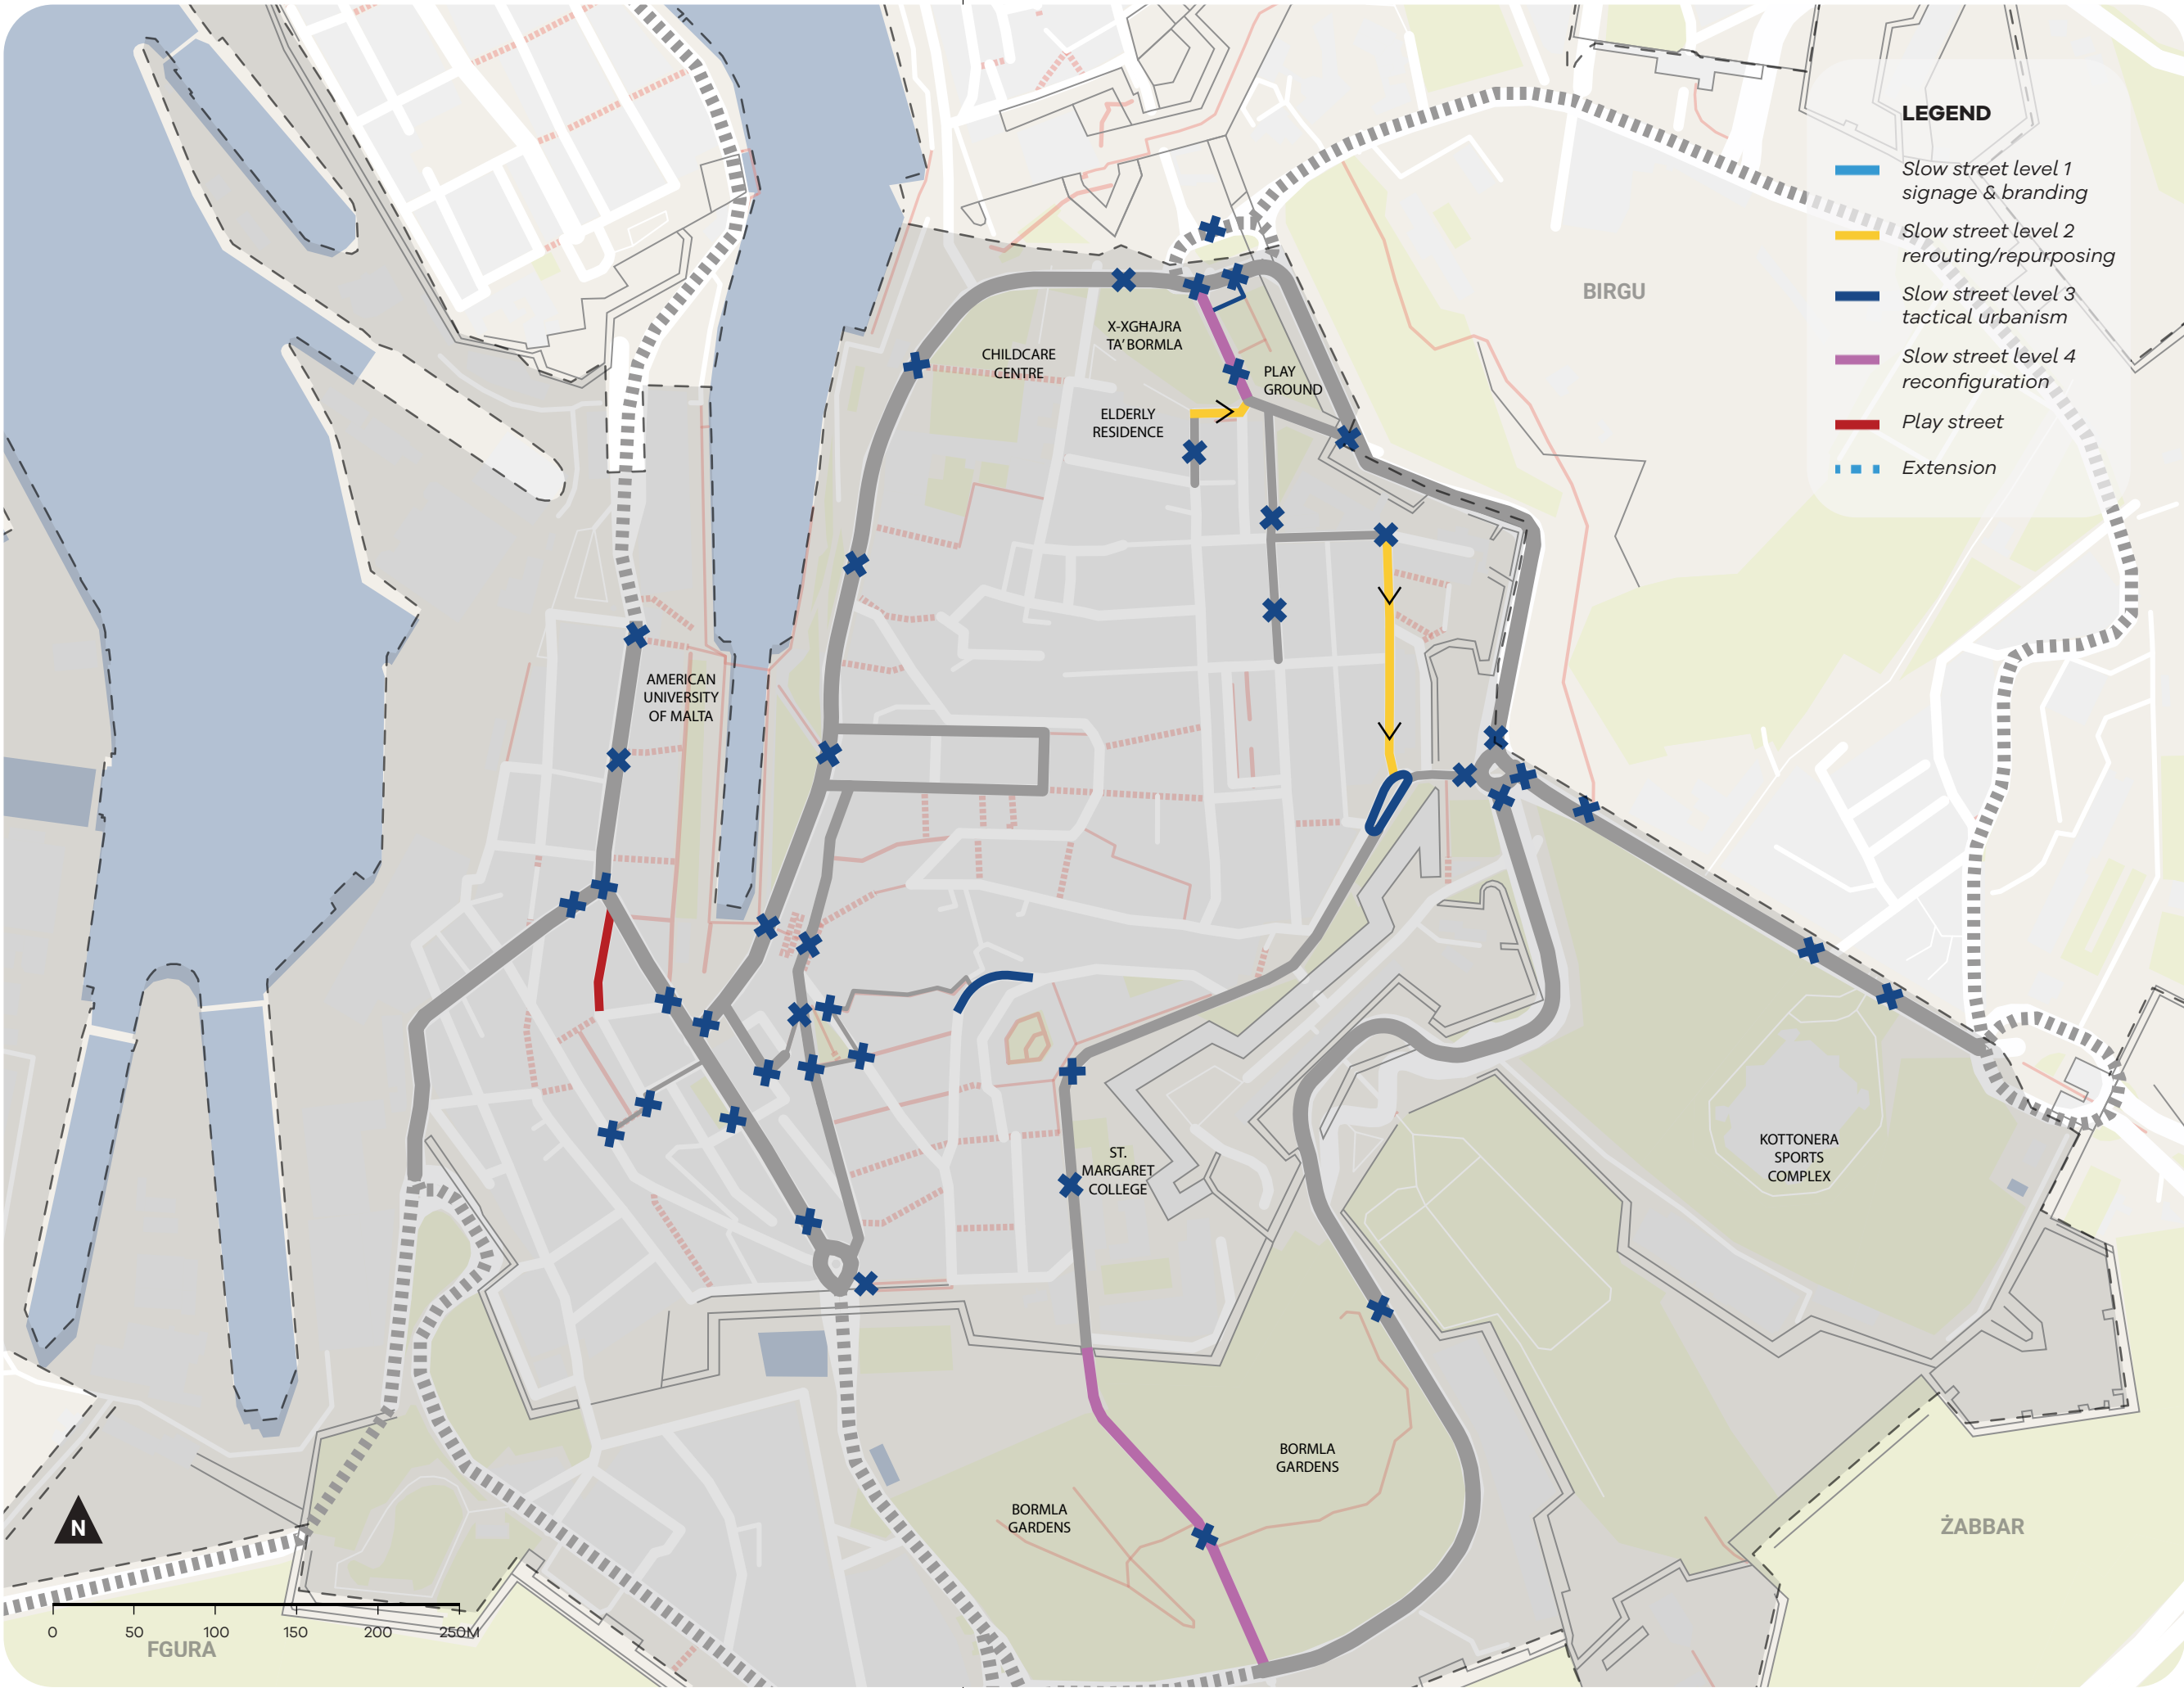 LEGEND
Slow street level 1
signage & branding
Slow street level 2
rerouting/repurposing
Slow street level 3
tactical urbanism
Slow street level 4
reconfiguration
Play street
Extension
BIRGU
X-XGĦAJRA
TA' BORMLA
CHILDCARE
CENTRE
PLAY
GROUND
ELDERLY
RESIDENCE
AMERICAN
UNIVERSITY
OF MALTA
KOTTONERA
SPORTS
COMPLEX
ST.
MARGARET
COLLEGE
BORMLA
GARDENS
BORMLA
GARDENS
ŻABBAR
N
0 50 100 150 200 250M
FGURA